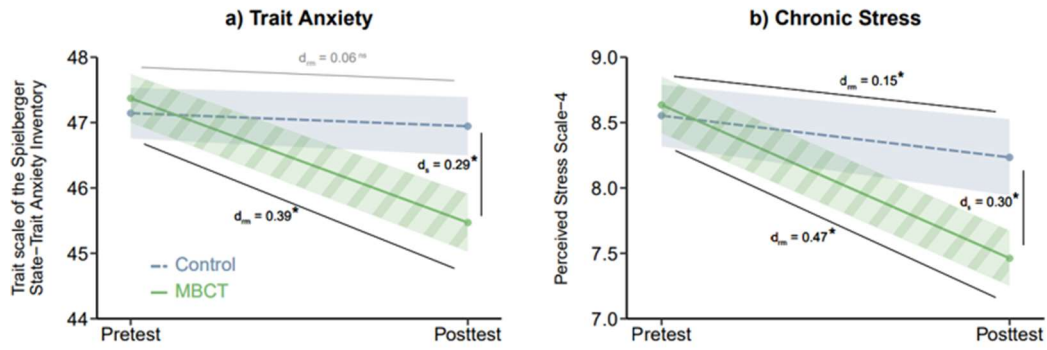 a) Trait Anxiety
Trait scale of the Spielberger
State−Trait Anxiety Inventory
48
47
46
45
44
d_rm = 0.06 ns
d_s = 0.29*
d_rm = 0.39*
Control
MBCT
Pretest Posttest
b) Chronic Stress
Perceived Stress Scale−4
9.0
8.5
8.0
7.5
7.0
d_rm = 0.15*
d_s = 0.30*
d_rm = 0.47*
Pretest Posttest